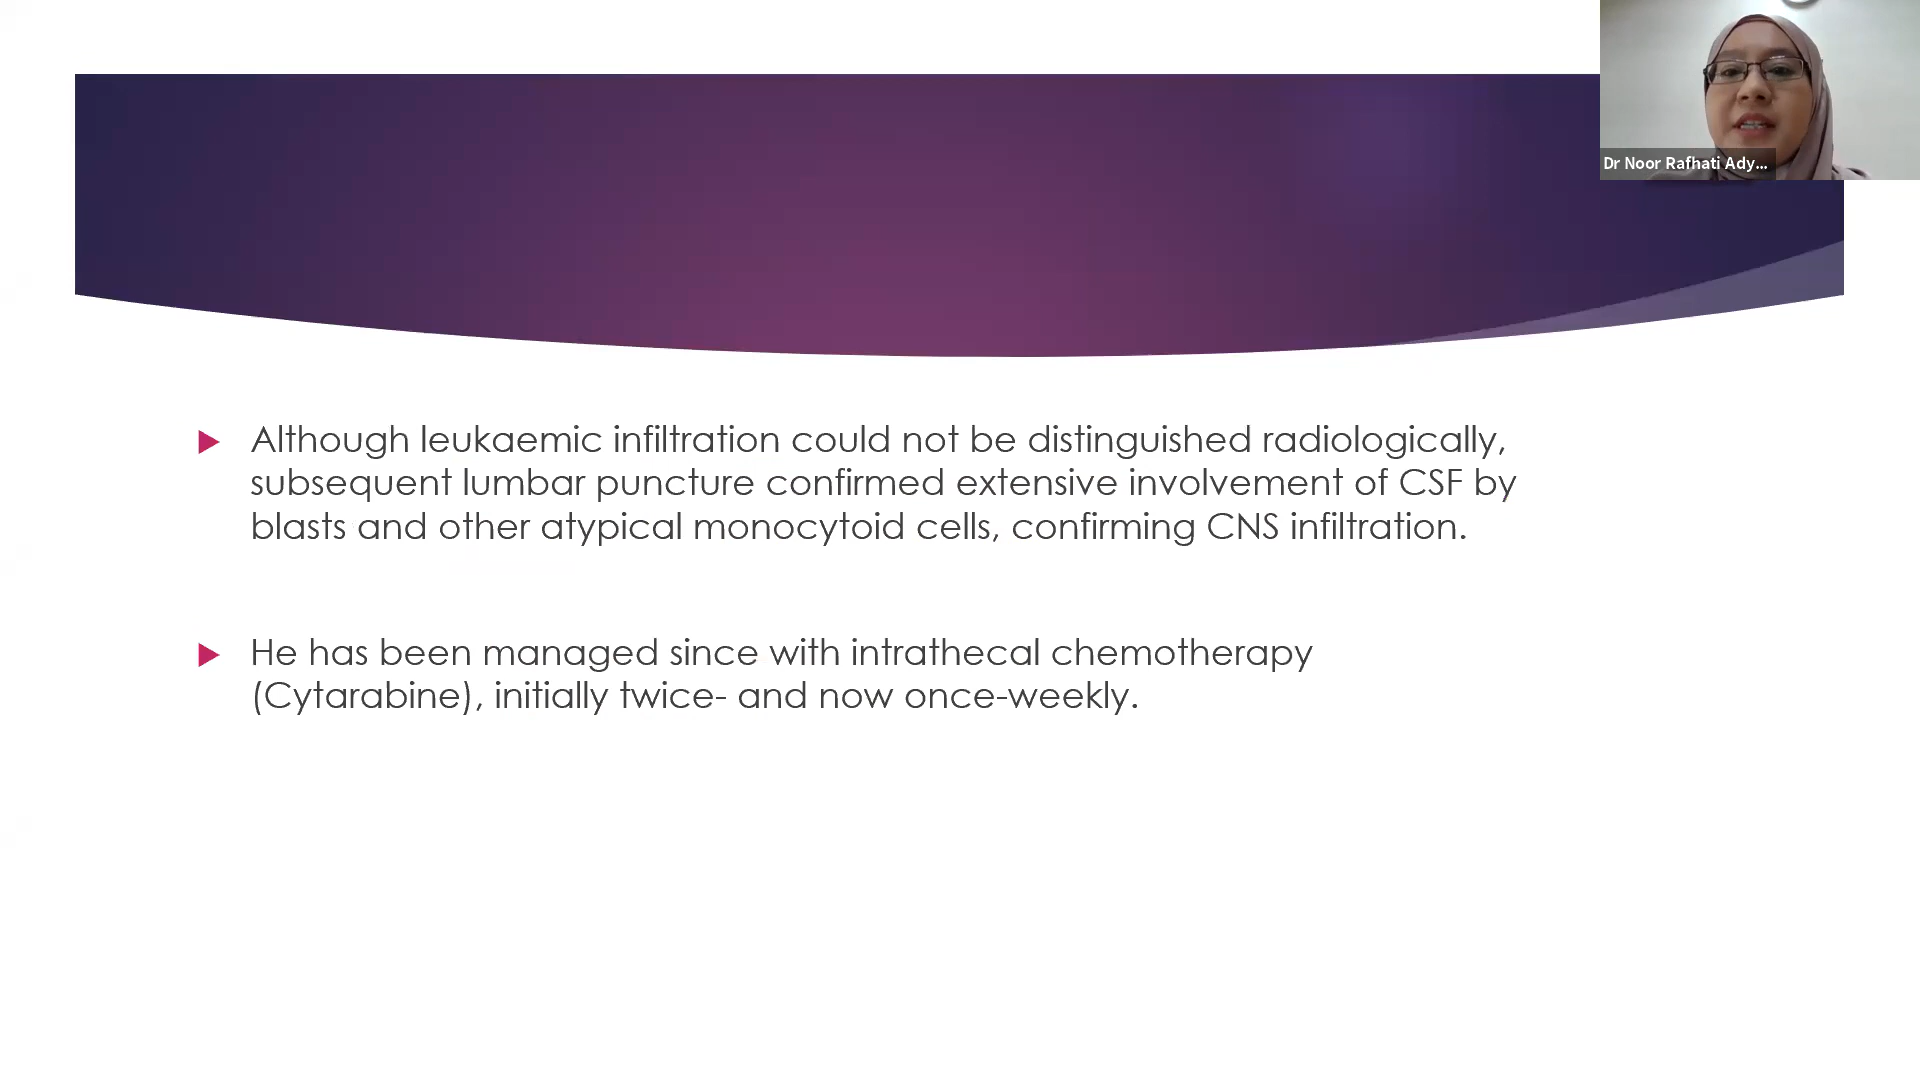 Dr Noor Rafhati Ady...
Although leukaemic infiltration could not be distinguished radiologically,
subsequent lumbar puncture confirmed extensive involvement of CSF by
blasts and other atypical monocytoid cells, confirming CNS infiltration.
He has been managed since with intrathecal chemotherapy
(Cytarabine), initially twice- and now once-weekly.